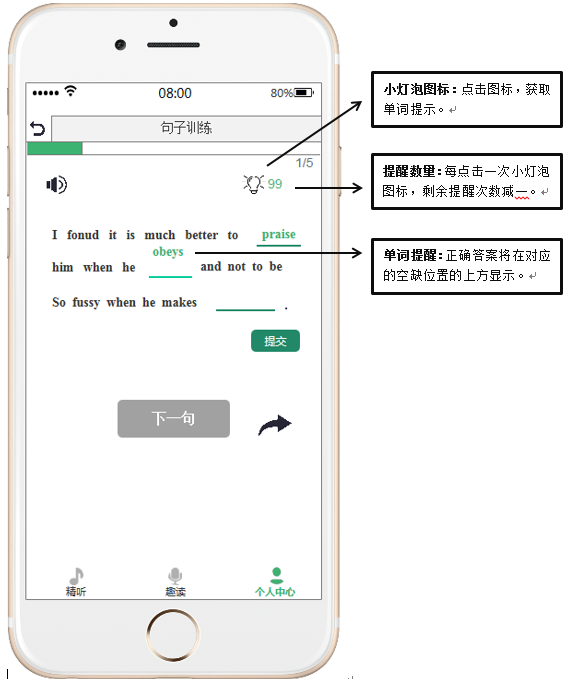 08:00
80%
句子训练
1/5
99
I fonud it is much better to praise
obeys
him when he and not to be
So fussy when he makes .
提交
下一句
精听
趣读
个人中心
小灯泡图标：点击图标，获取
单词提示。
提醒数量：每点击一次小灯泡
图标，剩余提醒次数减一。
单词提醒：正确答案将在对应
的空缺位置的上方显示。